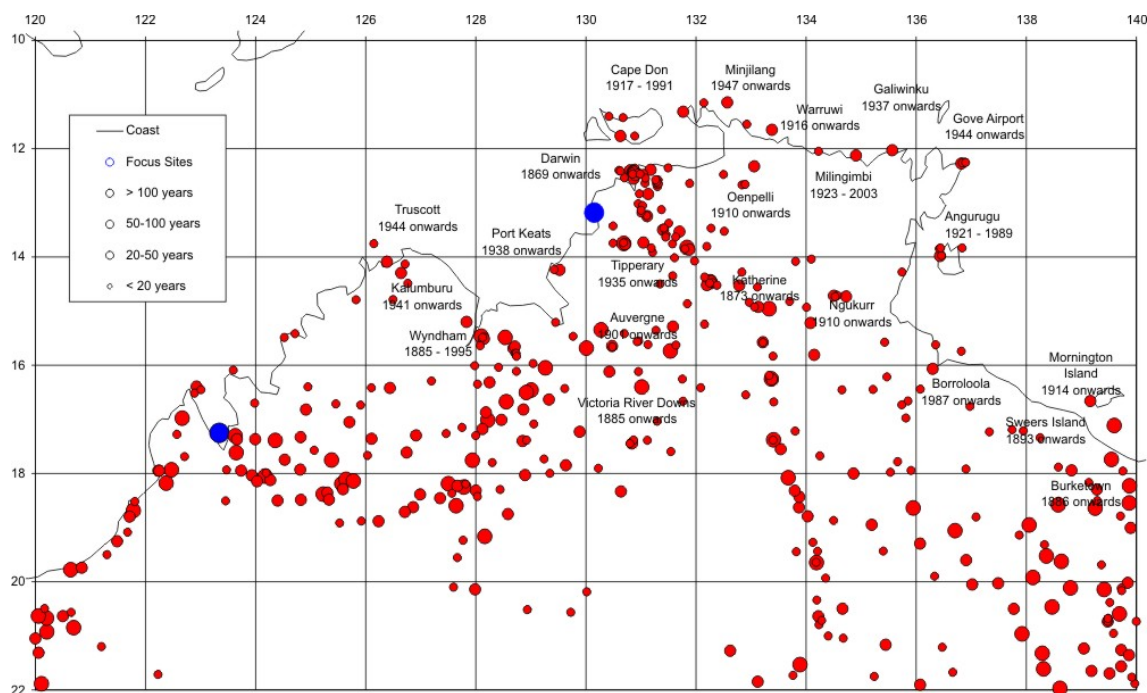 120 122 124 126 128 130 132 134 136 138 140
10
12
14
16
18
20
22
Coast
Focus Sites
> 100 years
50-100 years
20-50 years
< 20 years
Cape Don
1917 - 1991
Minjilang
1947 onwards
Warruwi
1916 onwards
Galiwinku
1937 onwards
Gove Airport
1944 onwards
Darwin
1869 onwards
Milingimbi
1923 - 2003
Oenpelli
1910 onwards
Truscott
1944 onwards
Port Keats
1938 onwards
Angurugu
1921 - 1989
Tipperary
1935 onwards
Katherine
1873 onwards
Kalumburu
1941 onwards
Ngukurr
1910 onwards
Auvergne
1901 onwards
Wyndham
1885 - 1995
Mornington
Island
1914 onwards
Borroloola
1987 onwards
Victoria River Downs
1885 onwards
Sweers Island
1893 onwards
Burketown
1886 onwards